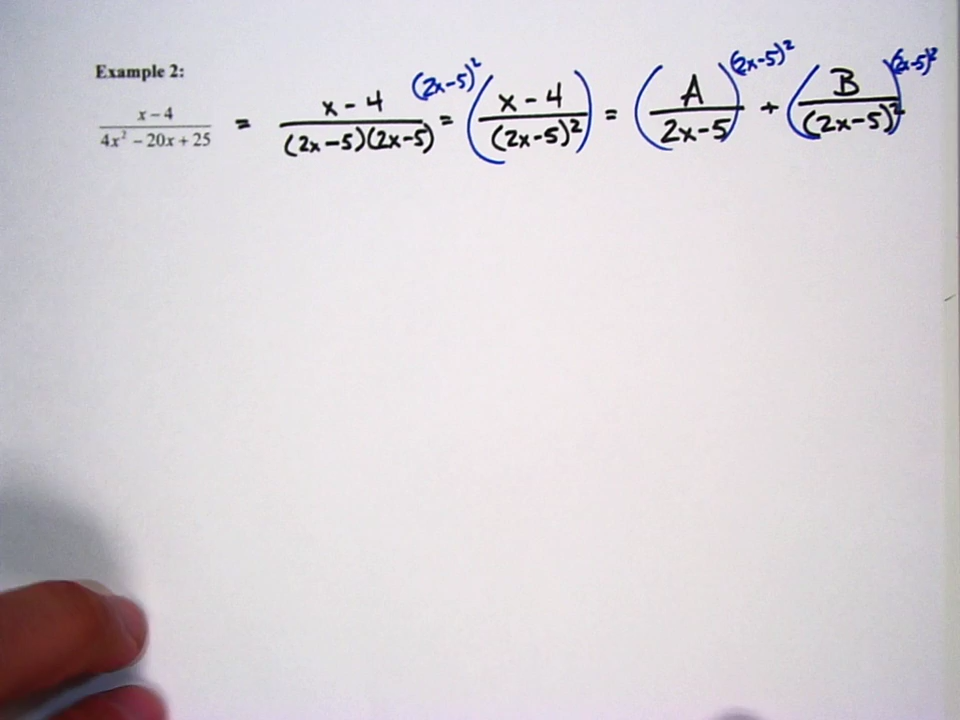 Example 2:
x - 4 / 4x² - 20x + 25 = x - 4 / (2x-5)(2x-5) = (2x-5)² (x - 4 / (2x-5)²) = (A / 2x-5) (2x-5)² + (B / (2x-5)²) (2x-5)²